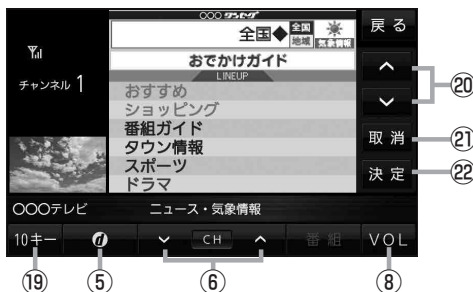 ○○○ ワンセグ
全国◆ 全国 地域 気象情報
戻る
おでかけガイド
LINEUP
チャンネル 1
おすすめ
ショッピング
番組ガイド
タウン情報
スポーツ
ドラマ
取消
決定
⑳
㉑
㉒
○○○テレビ ニュース・気象情報
10キー d CH 番組 VOL
⑲ ⑤ ⑥ ⑧